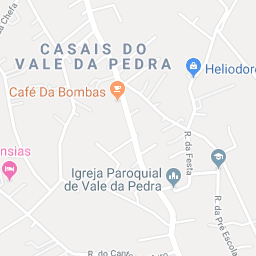 CASAIS DO
VALE DA PEDRA
Café Da Bombas
Heliodoro
R. da Festa
Igreja Paroquial
de Vale da Pedra
R. da Pré Escola